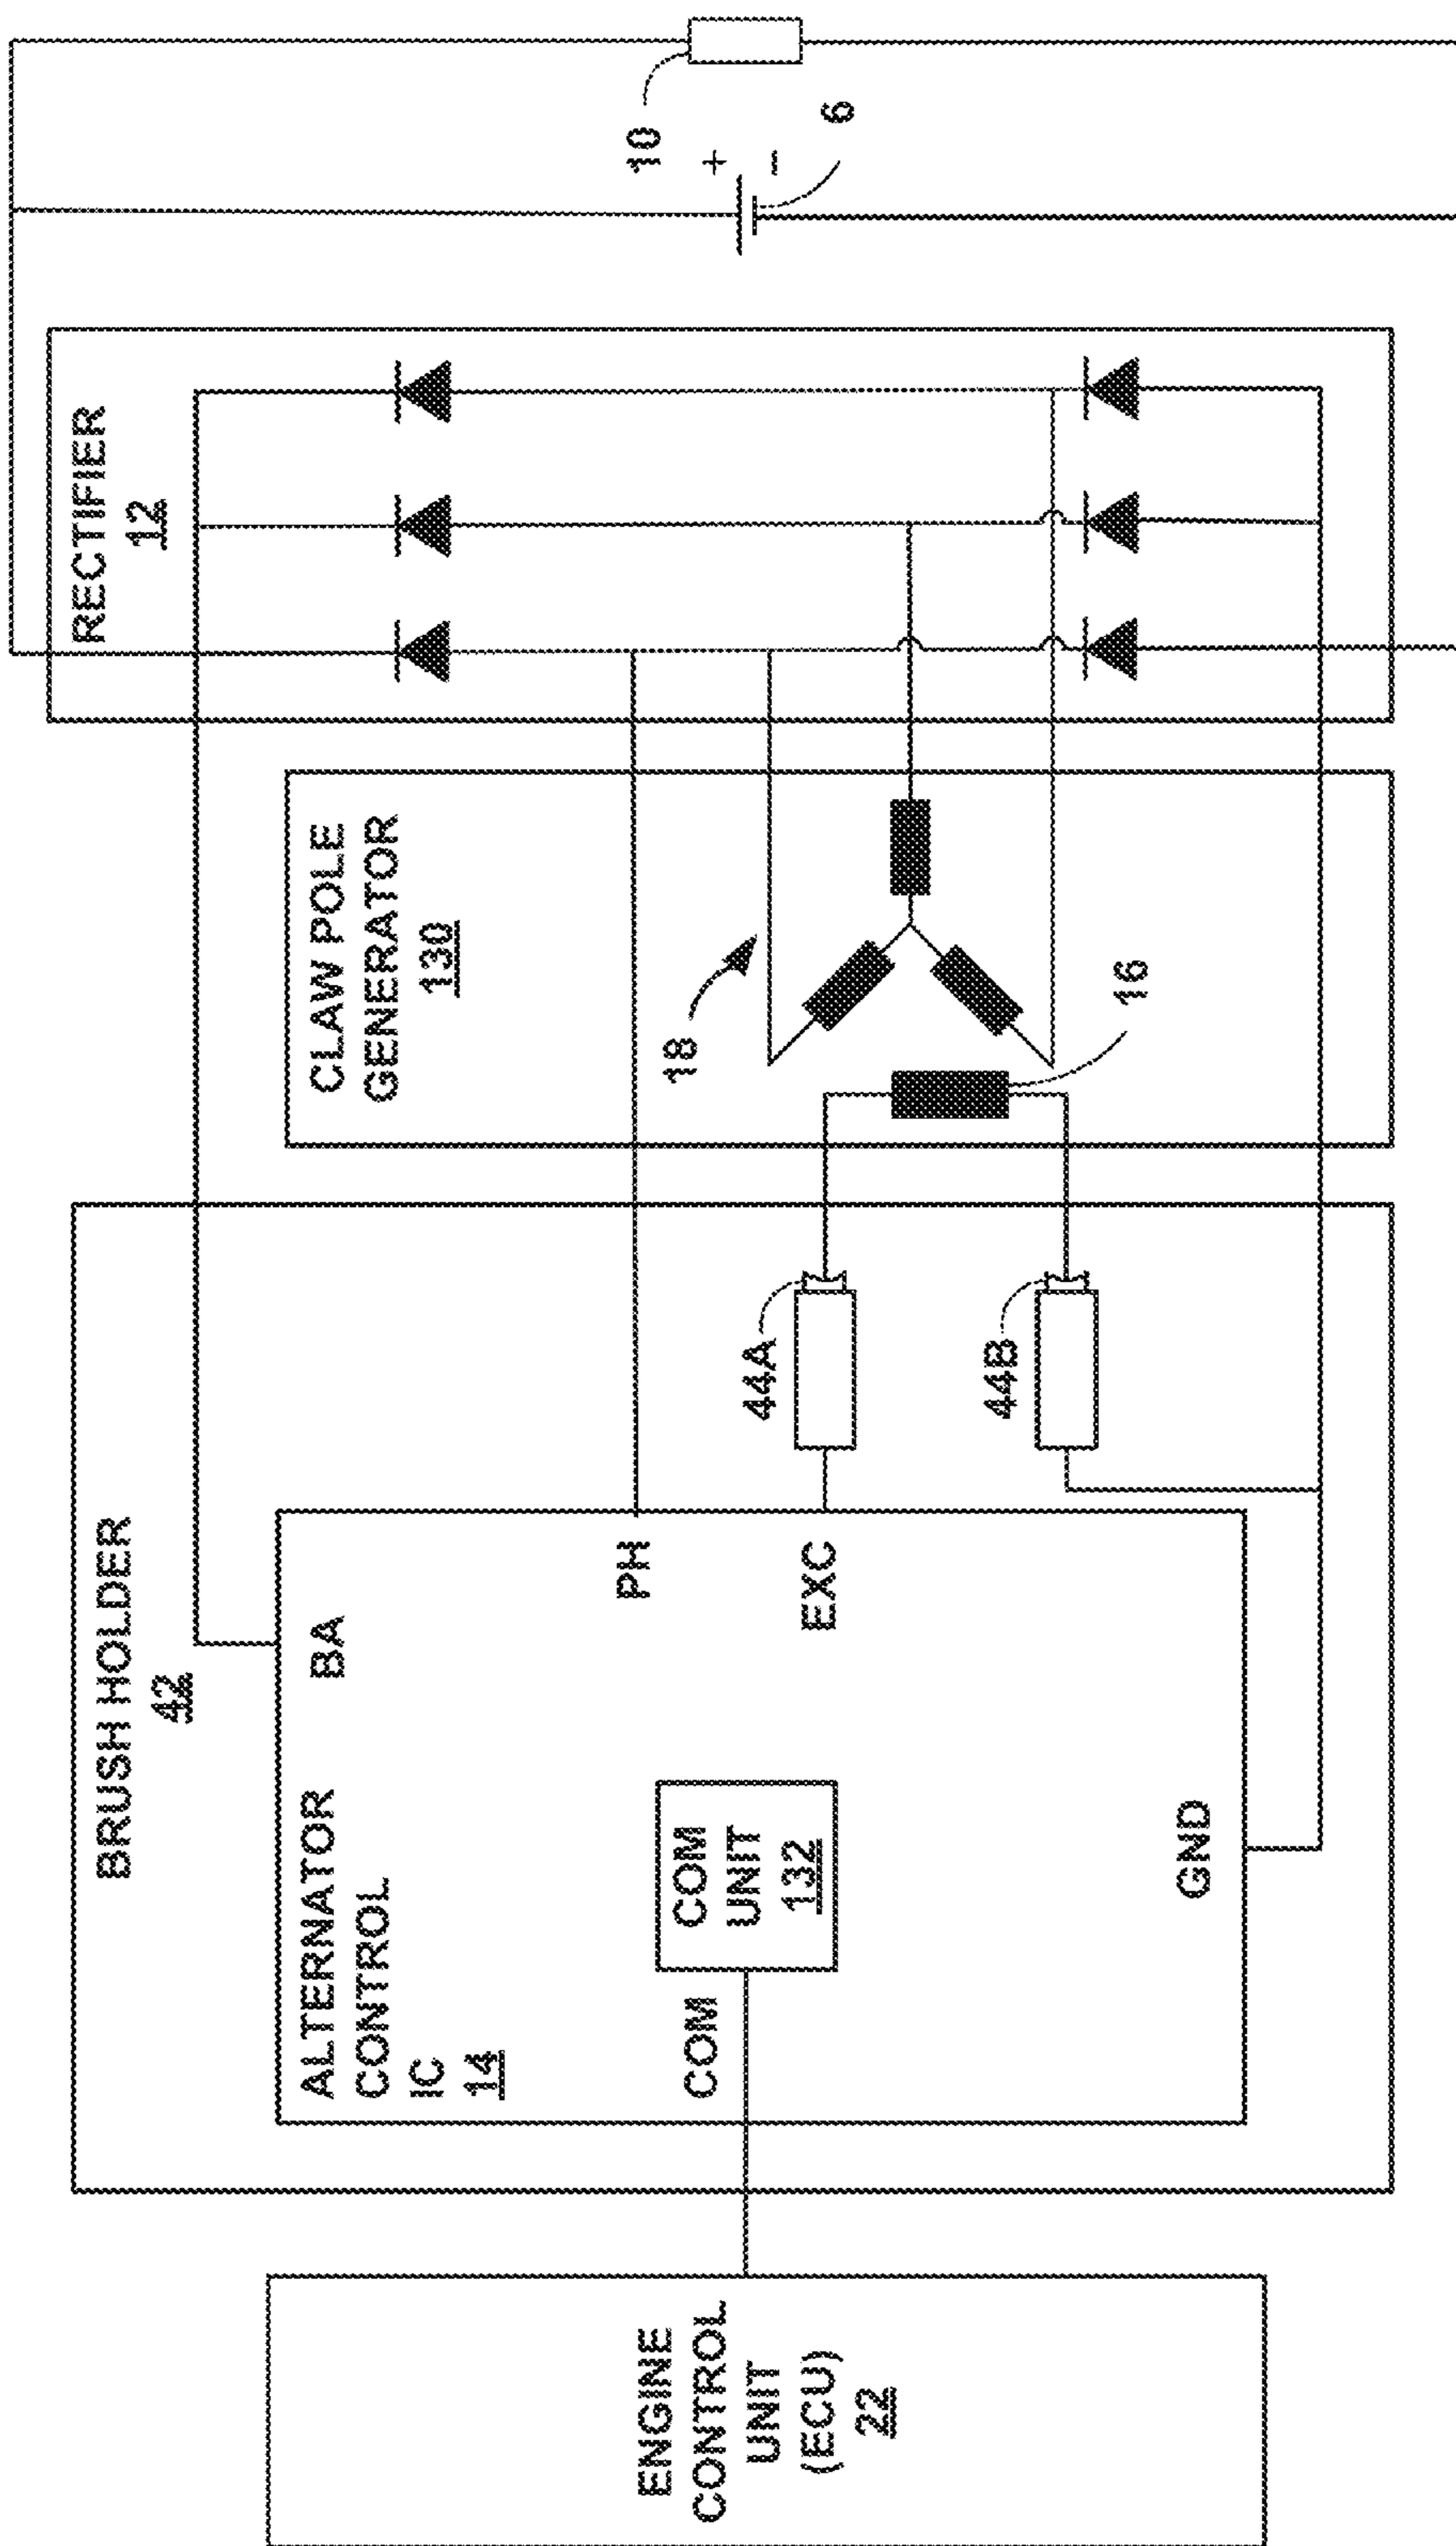 ENGINE
CONTROL
UNIT
(ECU)
22
BRUSH HOLDER
42
ALTERNATOR
CONTROL
IC
14
BA
COM
COM
UNIT
132
PH
EXC
GND
44A
44B
CLAW POLE
GENERATOR
130
18
16
RECTIFIER
12
10
+
–
6